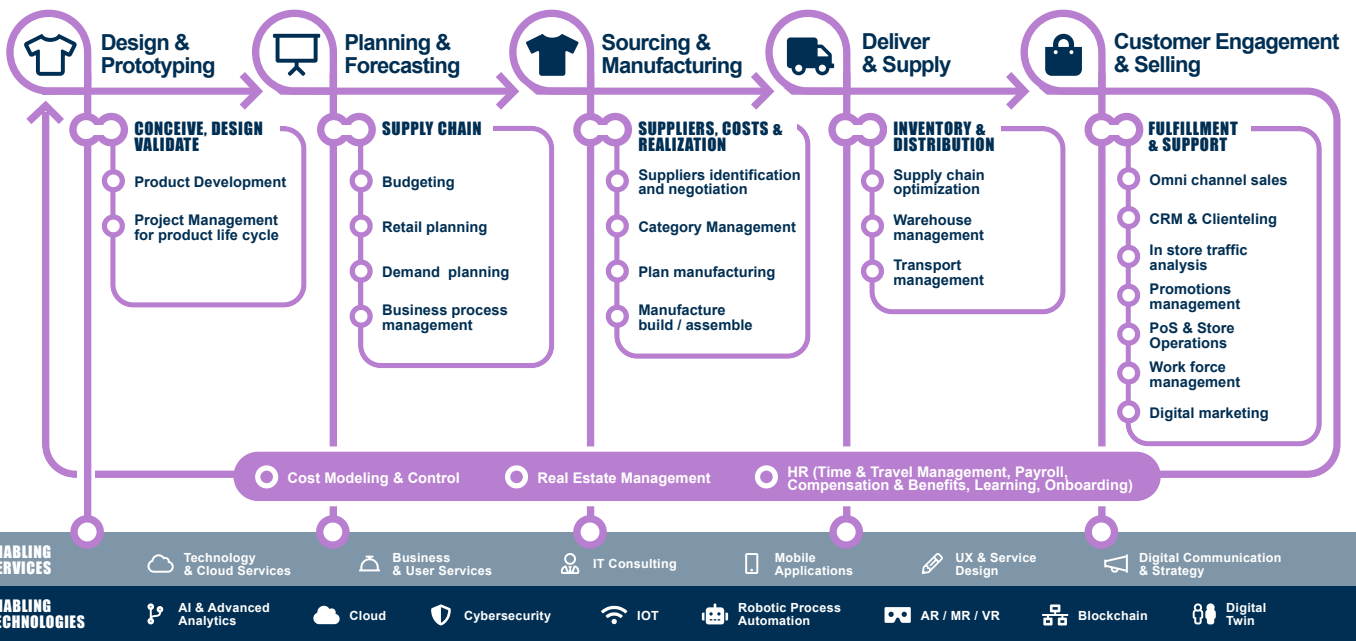 Design &
Prototyping
Planning &
Forecasting
Sourcing &
Manufacturing
Deliver
& Supply
Customer Engagement
& Selling
CONCEIVE, DESIGN
VALIDATE
Product Development
Project Management
for product life cycle
SUPPLY CHAIN
Budgeting
Retail planning
Demand planning
Business process
management
SUPPLIERS, COSTS &
REALIZATION
Suppliers identification
and negotiation
Category Management
Plan manufacturing
Manufacture
build / assemble
INVENTORY &
DISTRIBUTION
Supply chain
optimization
Warehouse
management
Transport
management
FULFILLMENT
& SUPPORT
Omni channel sales
CRM & Clienteling
In store traffic
analysis
Promotions
management
PoS & Store
Operations
Work force
management
Digital marketing
Cost Modeling & Control
Real Estate Management
HR (Time & Travel Management, Payroll,
Compensation & Benefits, Learning, Onboarding)
NABLING
ERVICES
Technology
& Cloud Services
Business
& User Services
IT Consulting
Mobile
Applications
UX & Service
Design
Digital Communication
& Strategy
NABLING
CHNOLOGIES
AI & Advanced
Analytics
Cloud
Cybersecurity
IOT
Robotic Process
Automation
AR / MR / VR
Blockchain
Digital
Twin